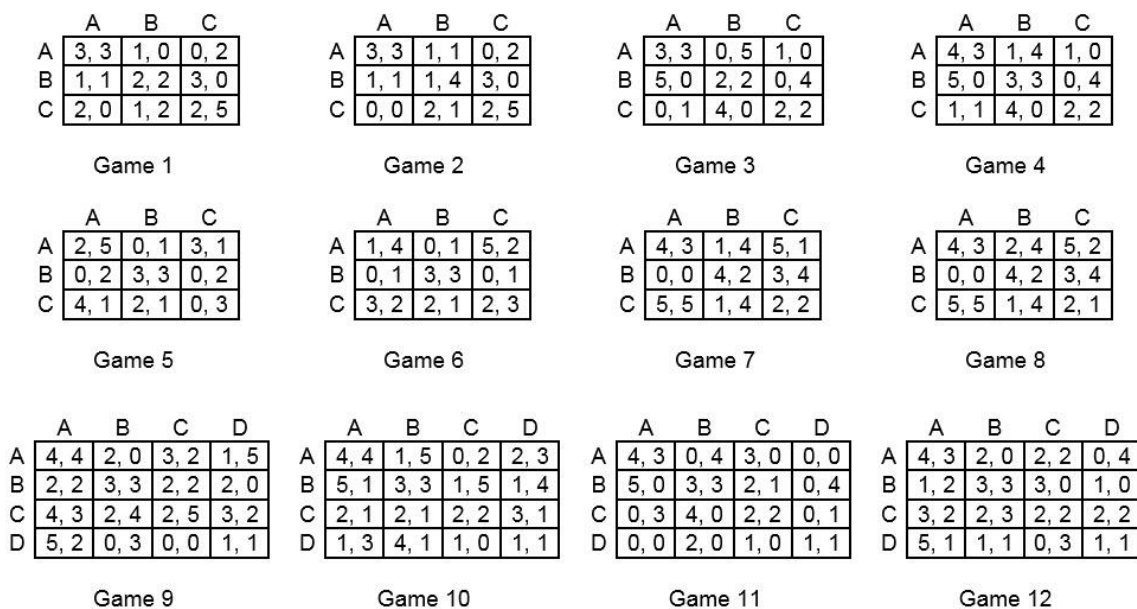 A B C A B C A B C A B C
A 3, 3 1, 0 0, 2 A 3, 3 1, 1 0, 2 A 3, 3 0, 5 1, 0 A 4, 3 1, 4 1, 0
B 1, 1 2, 2 3, 0 B 1, 1 1, 4 3, 0 B 5, 0 2, 2 0, 4 B 5, 0 3, 3 0, 4
C 2, 0 1, 2 2, 5 C 0, 0 2, 1 2, 5 C 0, 1 4, 0 2, 2 C 1, 1 4, 0 2, 2
Game 1 Game 2 Game 3 Game 4
A B C A B C A B C A B C
A 2, 5 0, 1 3, 1 A 1, 4 0, 1 5, 2 A 4, 3 1, 4 5, 1 A 4, 3 2, 4 5, 2
B 0, 2 3, 3 0, 2 B 0, 1 3, 3 0, 1 B 0, 0 4, 2 3, 4 B 0, 0 4, 2 3, 4
C 4, 1 2, 1 0, 3 C 3, 2 2, 1 2, 3 C 5, 5 1, 4 2, 2 C 5, 5 1, 4 2, 1
Game 5 Game 6 Game 7 Game 8
A B C D A B C D A B C D A B C D
A 4, 4 2, 0 3, 2 1, 5 A 4, 4 1, 5 0, 2 2, 3 A 4, 3 0, 4 3, 0 0, 0 A 4, 3 2, 0 2, 2 0, 4
B 2, 2 3, 3 2, 2 2, 0 B 5, 1 3, 3 1, 5 1, 4 B 5, 0 3, 3 2, 1 0, 4 B 1, 2 3, 3 3, 0 1, 0
C 4, 3 2, 4 2, 5 3, 2 C 2, 1 2, 1 2, 2 3, 1 C 0, 3 4, 0 2, 2 0, 1 C 3, 2 2, 3 2, 2 2, 2
D 5, 2 0, 3 0, 0 1, 1 D 1, 3 4, 1 1, 0 1, 1 D 0, 0 2, 0 1, 0 1, 1 D 5, 1 1, 1 0, 3 1, 1
Game 9 Game 10 Game 11 Game 12